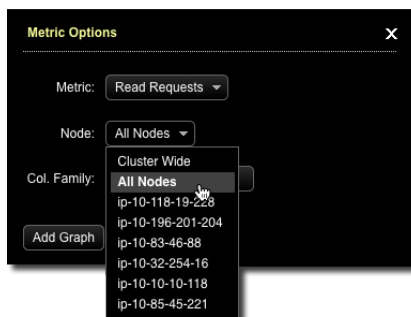 Metric Options X
Metric: Read Requests
Node: All Nodes
Cluster Wide
Col. Family: All Nodes
ip-10-118-19-228
ip-10-196-201-204
Add Graph ip-10-83-46-88
ip-10-32-254-16
ip-10-10-10-118
ip-10-85-45-221